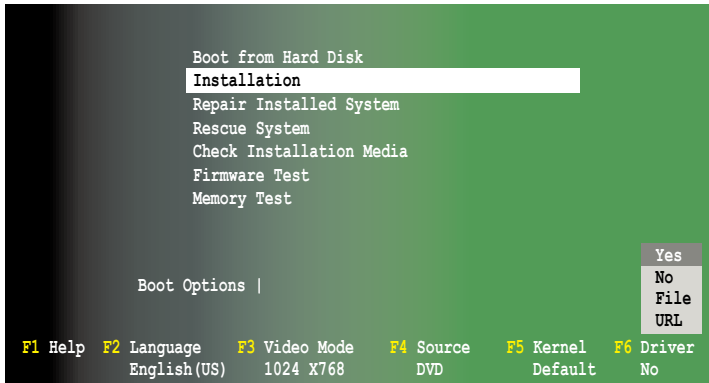 Boot from Hard Disk
Installation
Repair Installed System
Rescue System
Check Installation Media
Firmware Test
Memory Test
Boot Options |
Yes
No
File
URL
F1 Help F2 Language F3 Video Mode F4 Source F5 Kernel F6 Driver
English(US) 1024 X768 DVD Default No